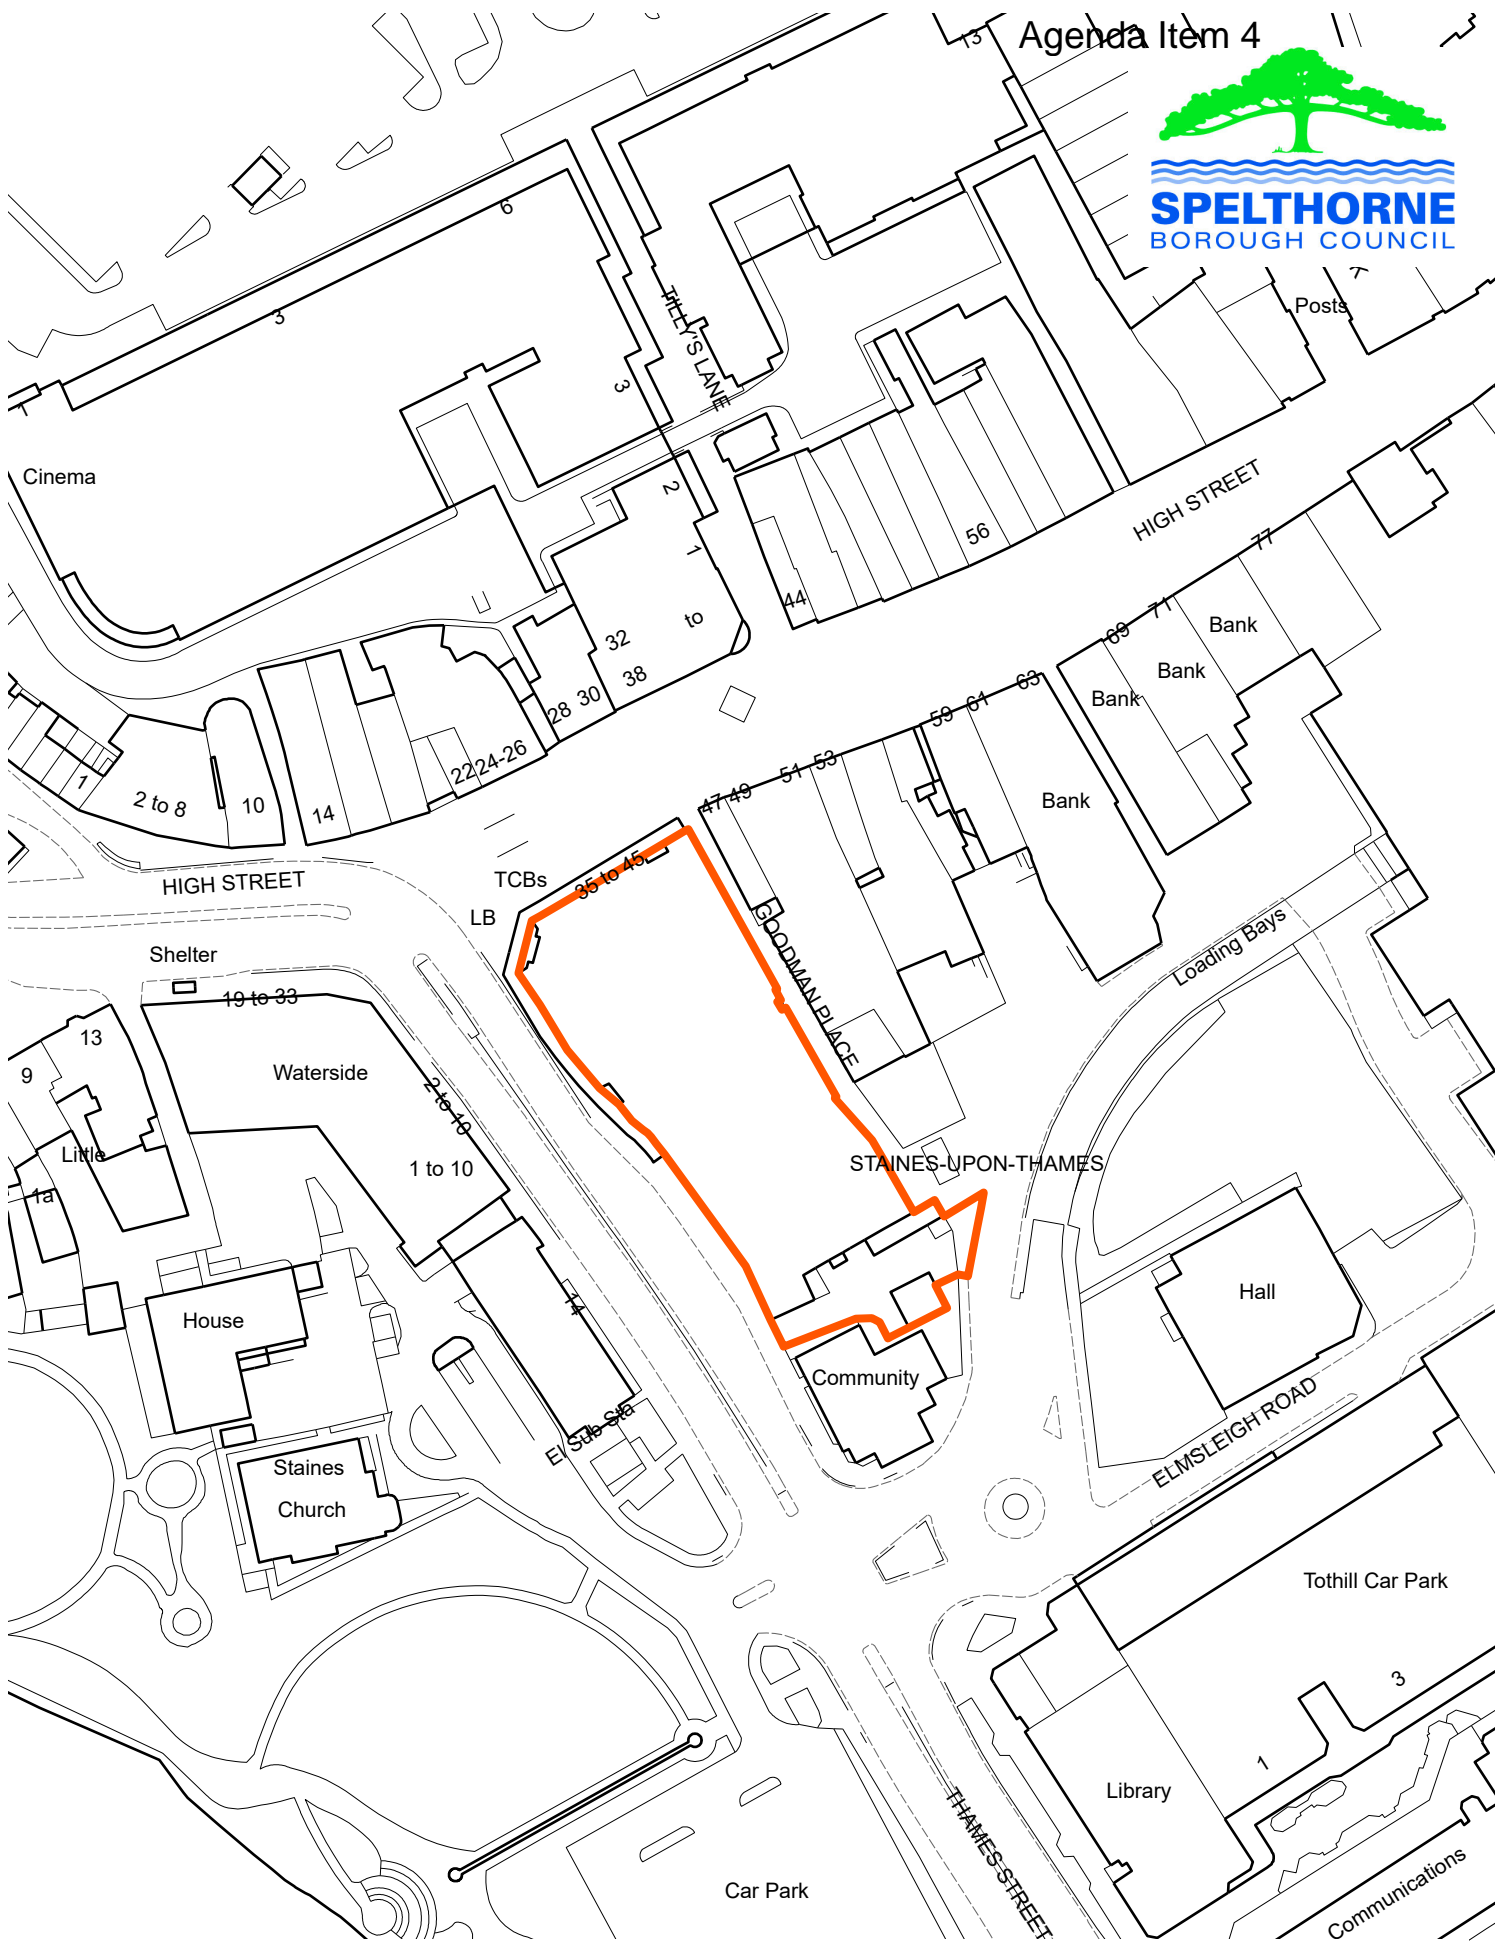 Agenda Item 4
13
SPELTHORNE
BOROUGH COUNCIL
6
3
TILLY'S LANE
3
Posts
1
Cinema
2
HIGH STREET
56
1
77
44
to
32
38
71
69
Bank
Bank
Bank
63
61
59
30
28
24-26
22
53
51
49
47
1
2 to 8
10
14
Bank
35 to 45
TCBs
HIGH STREET
LB
GOODMAN PLACE
Loading Bays
Shelter
19 to 33
13
9
Waterside
2 to 10
Little
1 to 10
STAINES-UPON-THAMES
1a
House
14
Hall
Community
ELMSLEIGH ROAD
El Sub Sta
Staines
Church
Tothill Car Park
3
1
Library
THAMES STREET
Car Park
Communications